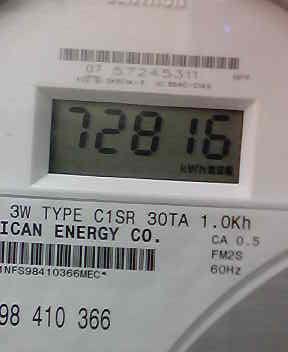 07 57245311
72816
kWh
3W TYPE C1SR 30TA 1.0Kh
ICAN ENERGY CO.
CA 0.5
FM2S
60Hz
1NFS98410366MEC*
98 410 366